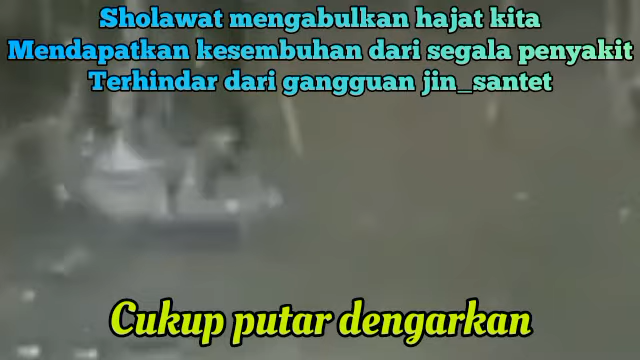 Sholawat mengabulkan hajat kita
Mendapatkan kesembuhan dari segala penyakit
Terhindar dari gangguan jin_santet
Cukup putar dengarkan